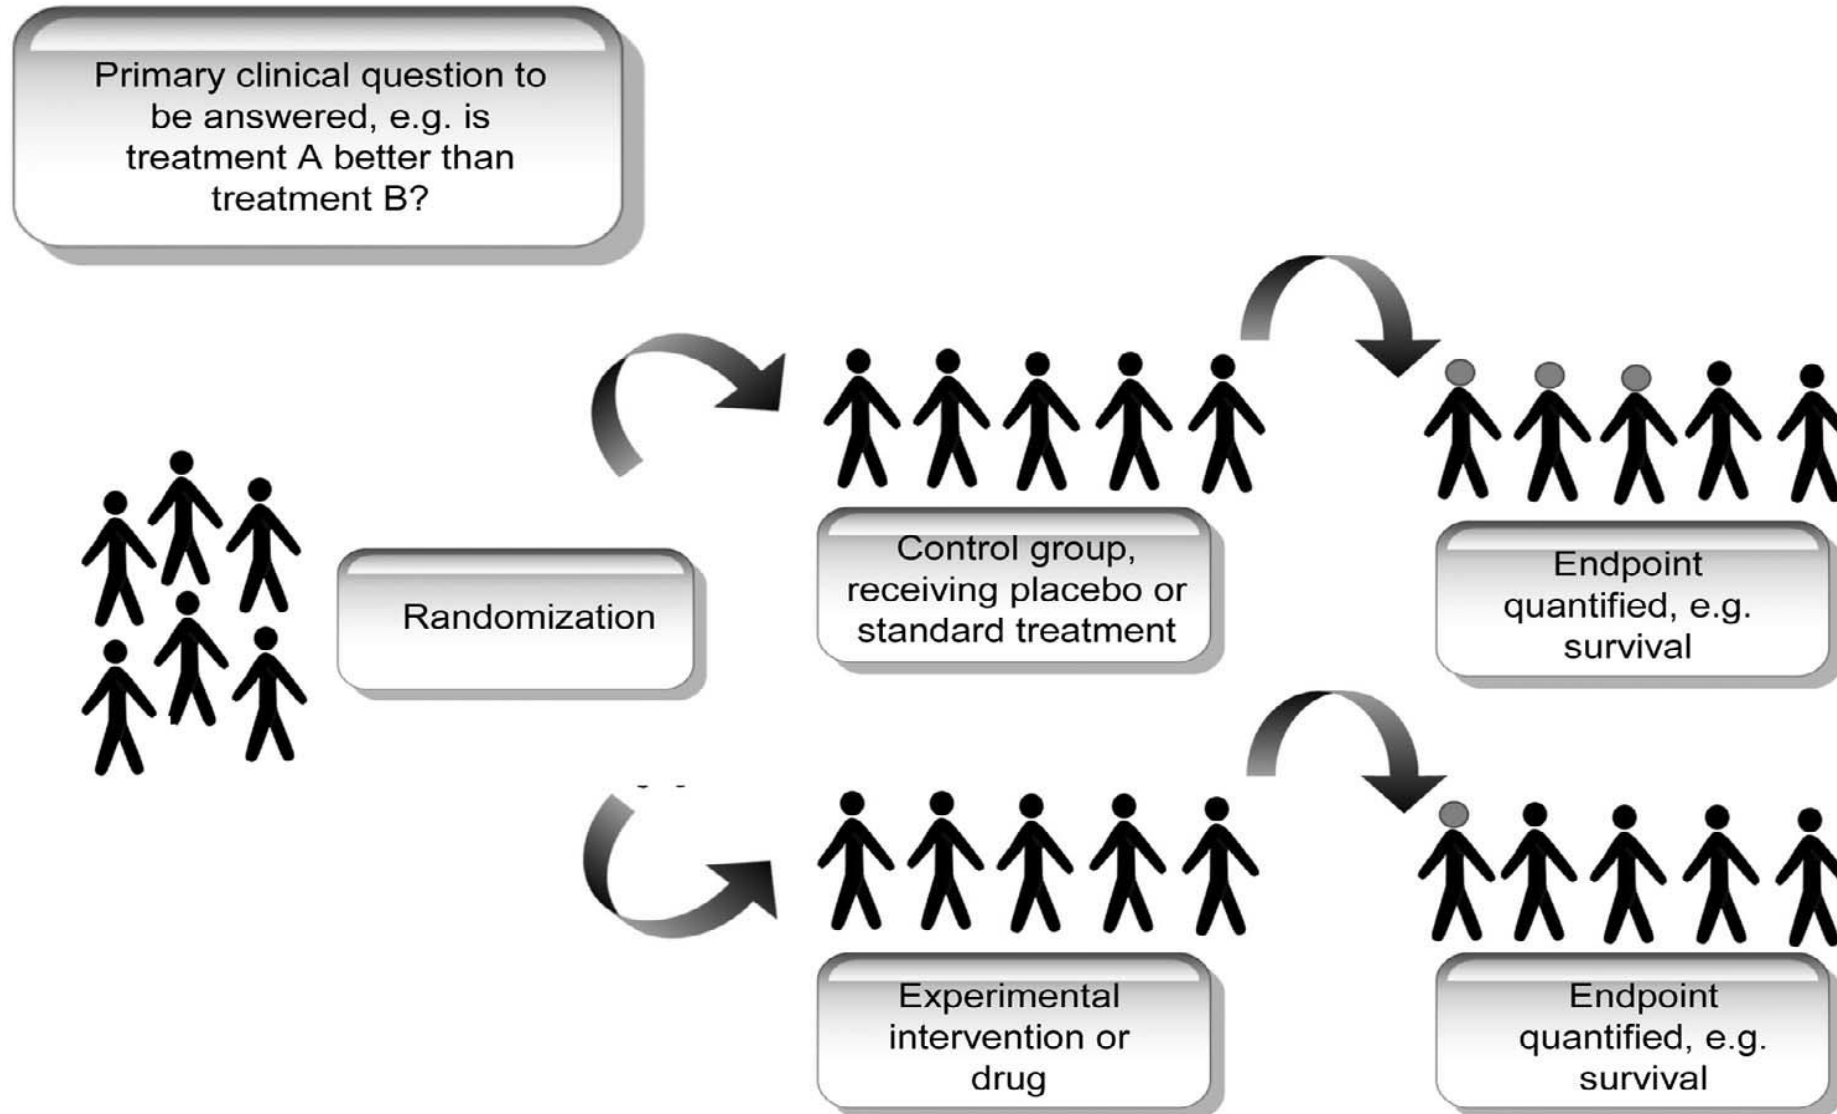 Primary clinical question to
be answered, e.g. is
treatment A better than
treatment B?
Randomization
Control group,
receiving placebo or
standard treatment
Endpoint
quantified, e.g.
survival
Experimental
intervention or
drug
Endpoint
quantified, e.g.
survival